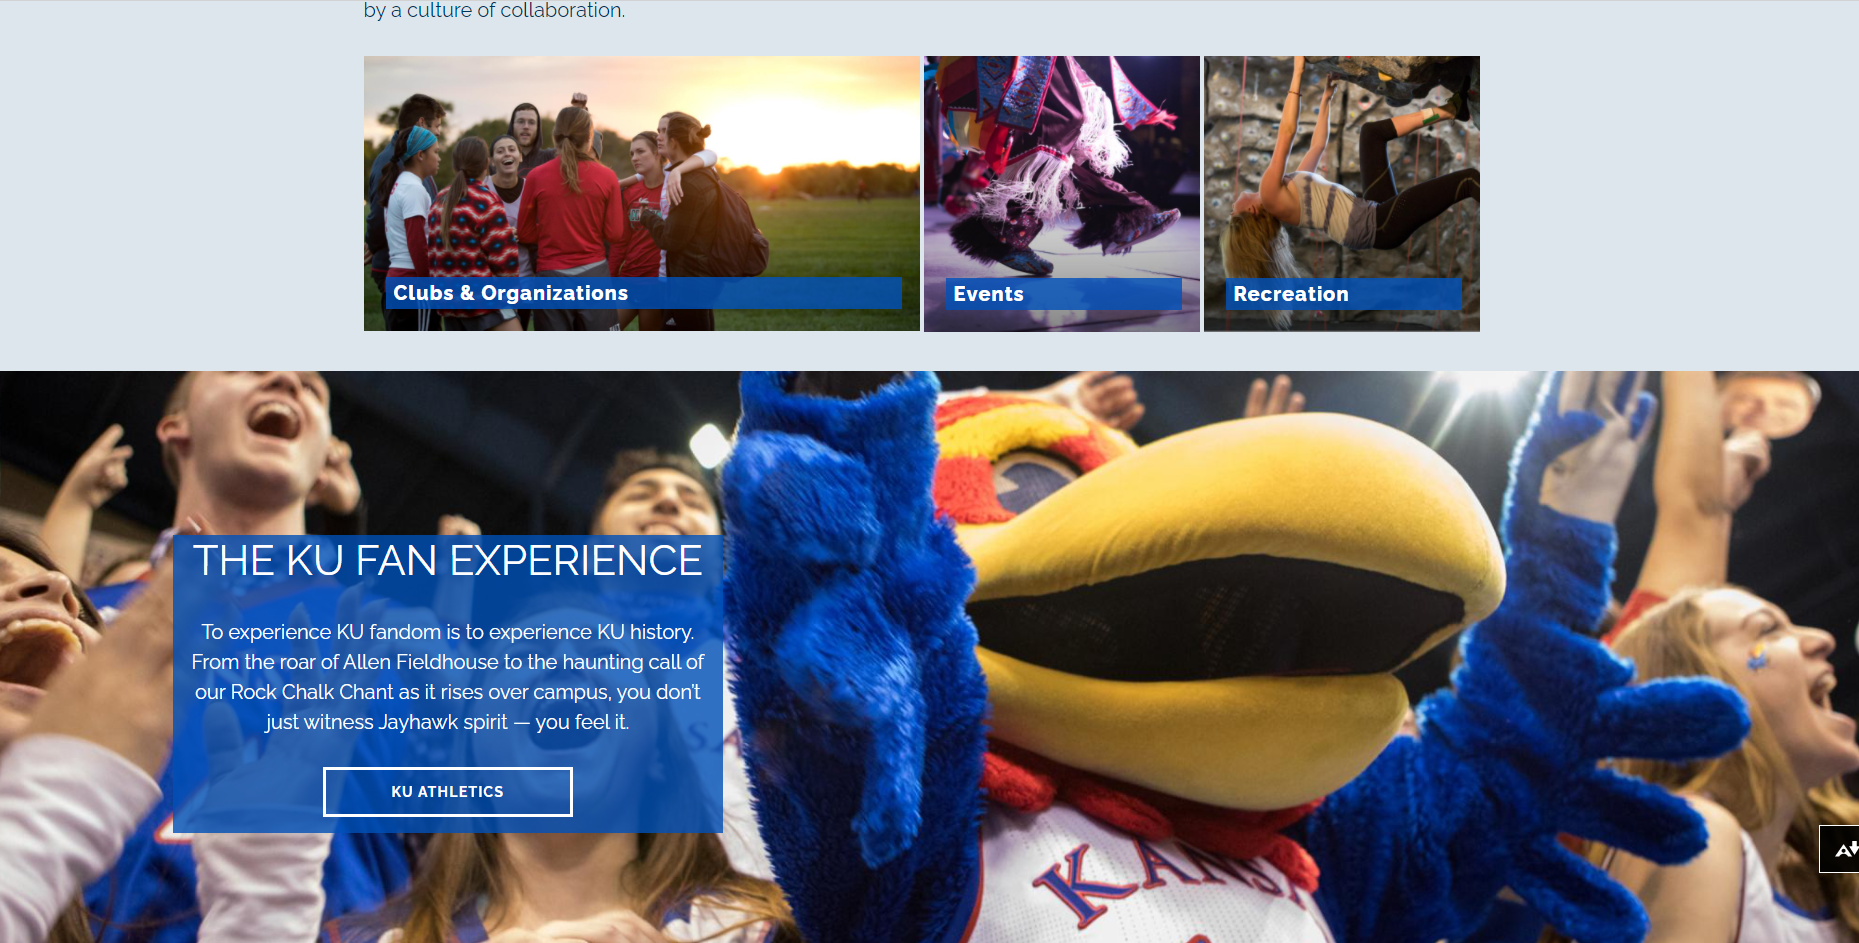 by a culture of collaboration.
Clubs & Organizations
Events
Recreation
THE KU FAN EXPERIENCE
To experience KU fandom is to experience KU history.
From the roar of Allen Fieldhouse to the haunting call of
our Rock Chalk Chant as it rises over campus, you don't
just witness Jayhawk spirit — you feel it.
KU ATHLETICS
KANSAS
A